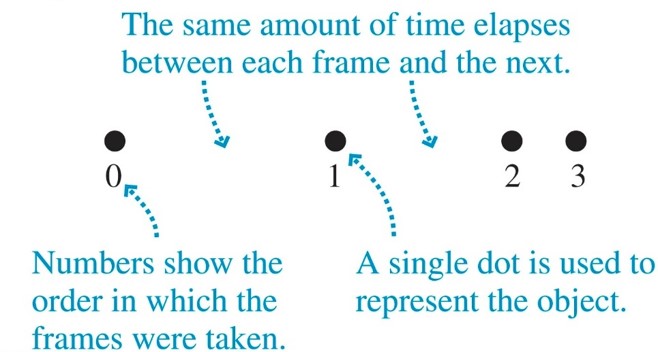 The same amount of time elapses
between each frame and the next.
0 1 2 3
Numbers show the
order in which the
frames were taken.
A single dot is used to
represent the object.